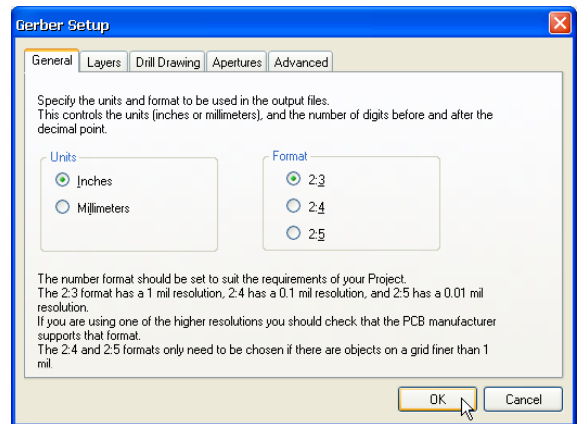 Gerber Setup
General Layers Drill Drawing Apertures Advanced
Specify the units and format to be used in the output files.
This controls the units (inches or millimeters), and the number of digits before and after the
decimal point.
Units
Inches
Millimeters
Format
2:3
2:4
2:5
The number format should be set to suit the requirements of your Project.
The 2:3 format has a 1 mil resolution, 2:4 has a 0.1 mil resolution, and 2:5 has a 0.01 mil
resolution.
If you are using one of the higher resolutions you should check that the PCB manufacturer
supports that format.
The 2:4 and 2:5 formats only need to be chosen if there are objects on a grid finer than 1
mil.
OK Cancel